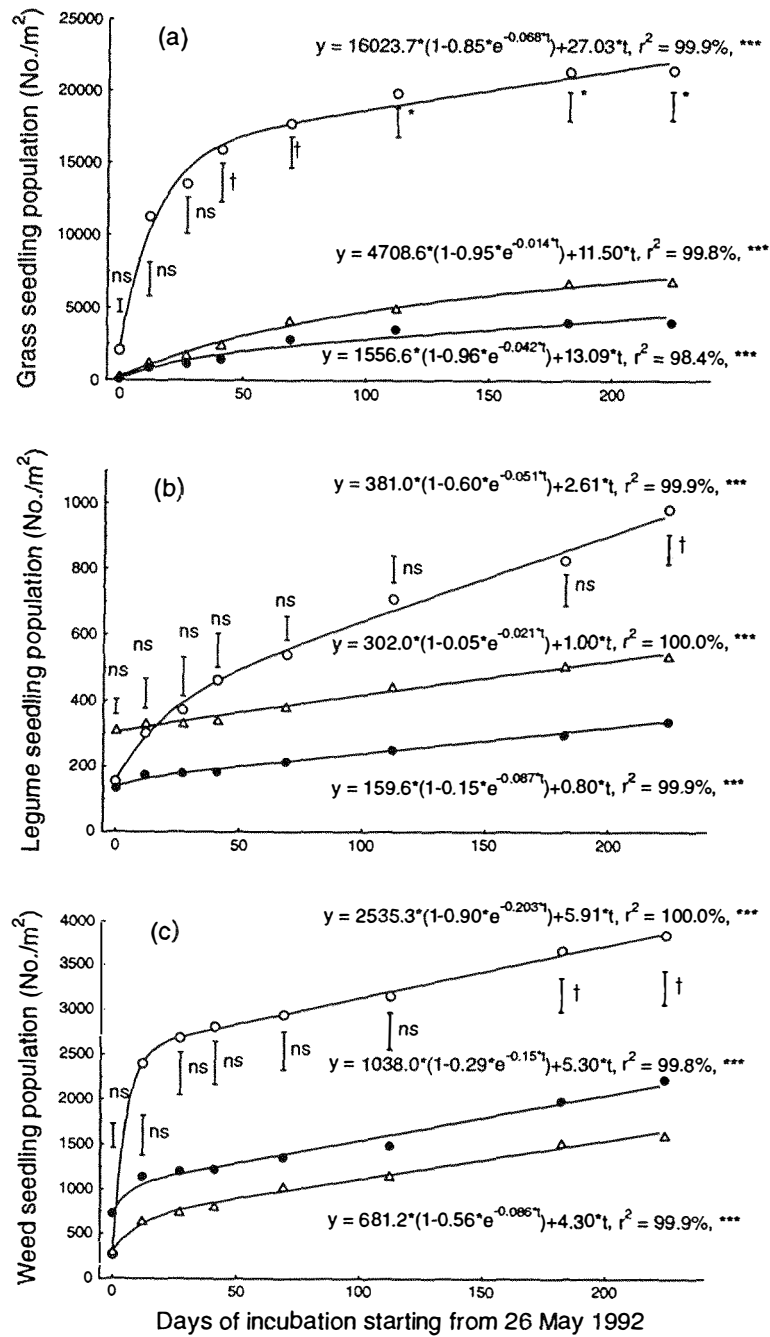 (a)
y = 16023.7*(1-0.85*e^-0.068*t)+27.03*t, r² = 99.9%, ***
25000
20000
15000
10000
5000
0
Grass seedling population (No./m²)
ns
ns
ns
†
†
*
*
*
y = 4708.6*(1-0.95*e^-0.014*t)+11.50*t, r² = 99.8%, ***
y = 1556.6*(1-0.96*e^-0.042*t)+13.09*t, r² = 98.4%, ***
0 50 100 150 200
(b)
y = 381.0*(1-0.60*e^-0.051*t)+2.61*t, r² = 99.9%, ***
1000
800
600
400
200
0
Legume seedling population (No./m²)
ns
ns
ns
ns
ns
ns
ns
†
y = 302.0*(1-0.05*e^-0.021*t)+1.00*t, r² = 100.0%, ***
y = 159.6*(1-0.15*e^-0.087*t)+0.80*t, r² = 99.9%, ***
0 50 100 150 200
(c)
y = 2535.3*(1-0.90*e^-0.203*t)+5.91*t, r² = 100.0%, ***
4000
3500
3000
2500
2000
1500
1000
500
0
Weed seedling population (No./m²)
ns
ns
ns
ns
ns
ns
†
†
y = 1038.0*(1-0.29*e^-0.15*t)+5.30*t, r² = 99.8%, ***
y = 681.2*(1-0.56*e^-0.086*t)+4.30*t, r² = 99.9%, ***
0 50 100 150 200
Days of incubation starting from 26 May 1992